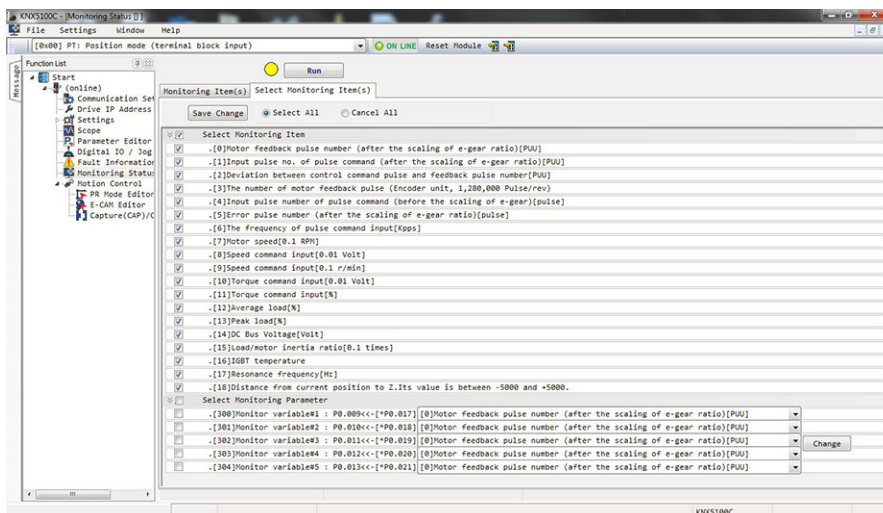 KNX5100C - [Monitoring Status []]
File Settings Window Help
[0x00] PT: Position mode (terminal block input) ON LINE Reset Module
Message
Function List
Start
(online)
Communication Set
Drive IP Address
Settings
Scope
Parameter Editor
Digital IO / Jog
Fault Information
Monitoring Status
Motion Control
PR Mode Editor
E-CAM Editor
Capture(CAP)/C
Run
Monitoring Item(s) Select Monitoring Item(s)
Save Change Select All Cancel All
Select Monitoring Item
.[0]Motor feedback pulse number (after the scaling of e-gear ratio)[PUU]
.[1]Input pulse no. of pulse command (after the scaling of e-gear ratio)[PUU]
.[2]Deviation between control command pulse and feedback pulse number[PUU]
.[3]The number of motor feedback pulse (Encoder unit, 1,280,000 Pulse/rev)
.[4]Input pulse number of pulse command (before the scaling of e-gear)[pulse]
.[5]Error pulse number (after the scaling of e-gear ratio)[pulse]
.[6]The frequency of pulse command input[Kpps]
.[7]Motor speed[0.1 RPM]
.[8]Speed command input[0.01 Volt]
.[9]Speed command input[0.1 r/min]
.[10]Torque command input[0.01 Volt]
.[11]Torque command input[%]
.[12]Average load[%]
.[13]Peak load[%]
.[14]DC Bus Voltage[Volt]
.[15]Load/motor inertia ratio[0.1 times]
.[16]IGBT temperature
.[17]Resonance frequency[Hz]
.[18]Distance from current position to Z.Its value is between -5000 and +5000.
Select Monitoring Parameter
.[300]Monitor variable#1 : P0.009<<-[*P0.017] [0]Motor feedback pulse number (after the scaling of e-gear ratio)[PUU]
.[301]Monitor variable#2 : P0.010<<-[*P0.018] [0]Motor feedback pulse number (after the scaling of e-gear ratio)[PUU]
.[302]Monitor variable#3 : P0.011<<-[*P0.019] [0]Motor feedback pulse number (after the scaling of e-gear ratio)[PUU] Change
.[303]Monitor variable#4 : P0.012<<-[*P0.020] [0]Motor feedback pulse number (after the scaling of e-gear ratio)[PUU]
.[304]Monitor variable#5 : P0.013<<-[*P0.021] [0]Motor feedback pulse number (after the scaling of e-gear ratio)[PUU]
KNX5100C